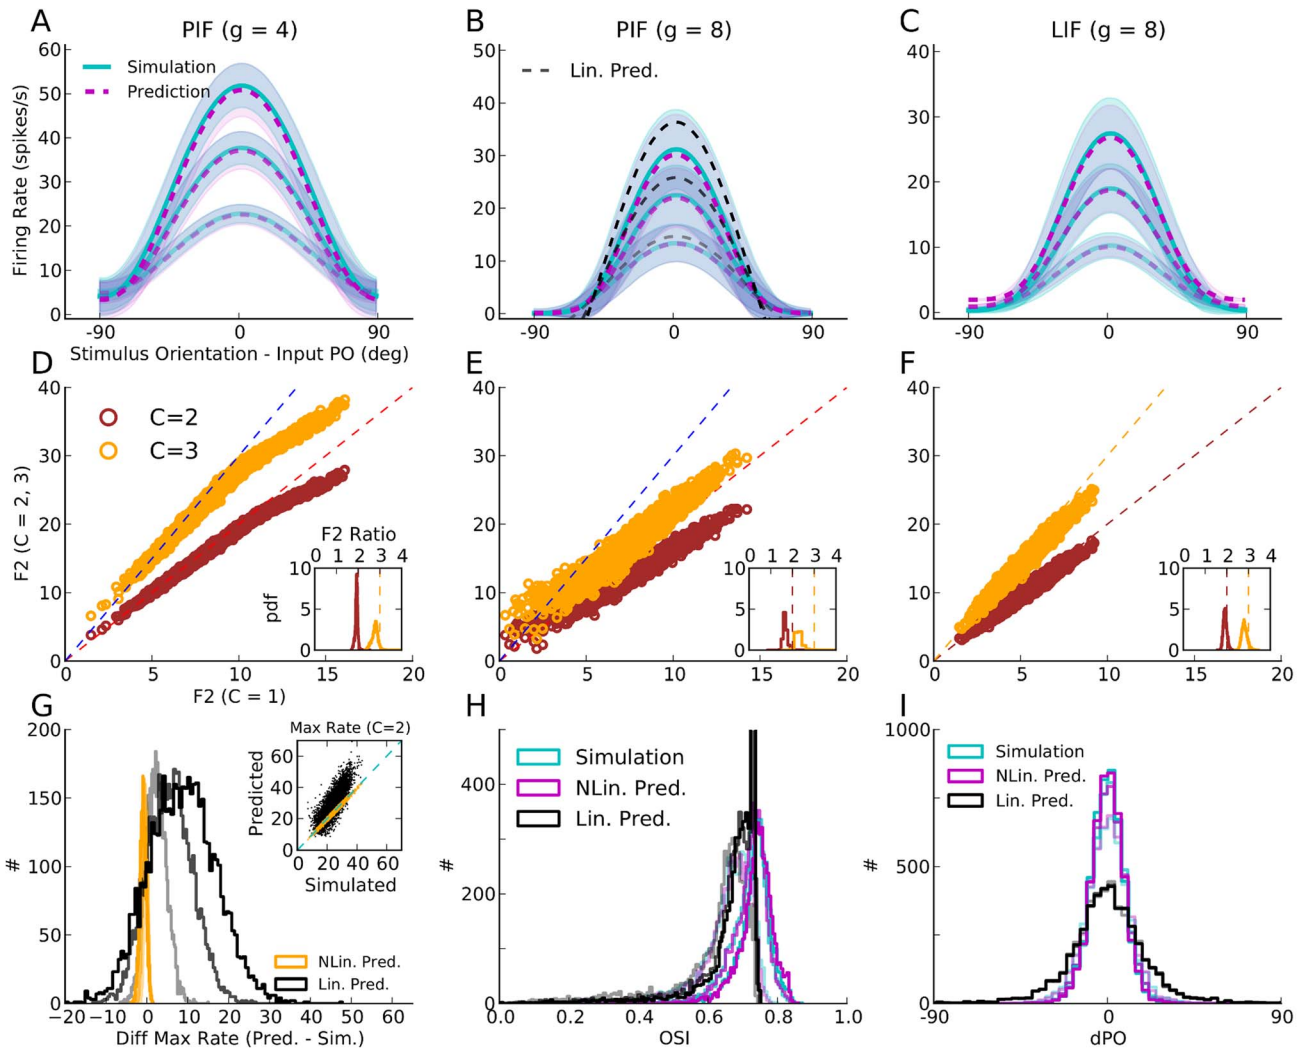 A PIF (g = 4)
B PIF (g = 8)
C LIF (g = 8)
Firing Rate (spikes/s)
60
50
40
30
20
10
0
Simulation
Prediction
-90 0 90
Stimulus Orientation - Input PO (deg)
50
40
30
20
10
0
Lin. Pred.
-90 0 90
40
30
20
10
0
-90 0 90
D
F2 (C = 2, 3)
40
30
20
10
0
C=2
C=3
F2 Ratio
0 1 2 3 4
pdf
10
5
0
0 5 10 15 20
F2 (C = 1)
E
40
30
20
10
0
0 1 2 3 4
10
5
0
0 5 10 15 20
F
40
30
20
10
0
0 1 2 3 4
10
5
0
0 5 10 15 20
G
#
200
150
100
50
0
Max Rate (C=2)
Predicted
60
40
20
0
0 20 40 60
Simulated
NLin. Pred.
Lin. Pred.
−20 −10 0 10 20 30 40 50 60
Diff Max Rate (Pred. - Sim.)
H
#
400
200
0
Simulation
NLin. Pred.
Lin. Pred.
0.0 0.2 0.4 0.6 0.8 1.0
OSI
I
#
1000
500
0
Simulation
NLin. Pred.
Lin. Pred.
-90 0 90
dPO